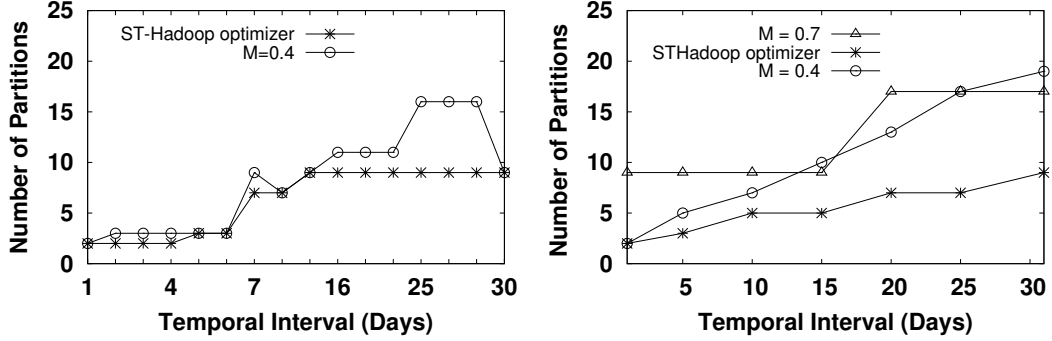 Number of Partitions
25
20
15
10
5
0
ST-Hadoop optimizer
M=0.4
1 4 7 16 25 30
Temporal Interval (Days)
Number of Partitions
25
20
15
10
5
0
M = 0.7
STHadoop optimizer
M = 0.4
5 10 15 20 25 30
Temporal Interval (Days)